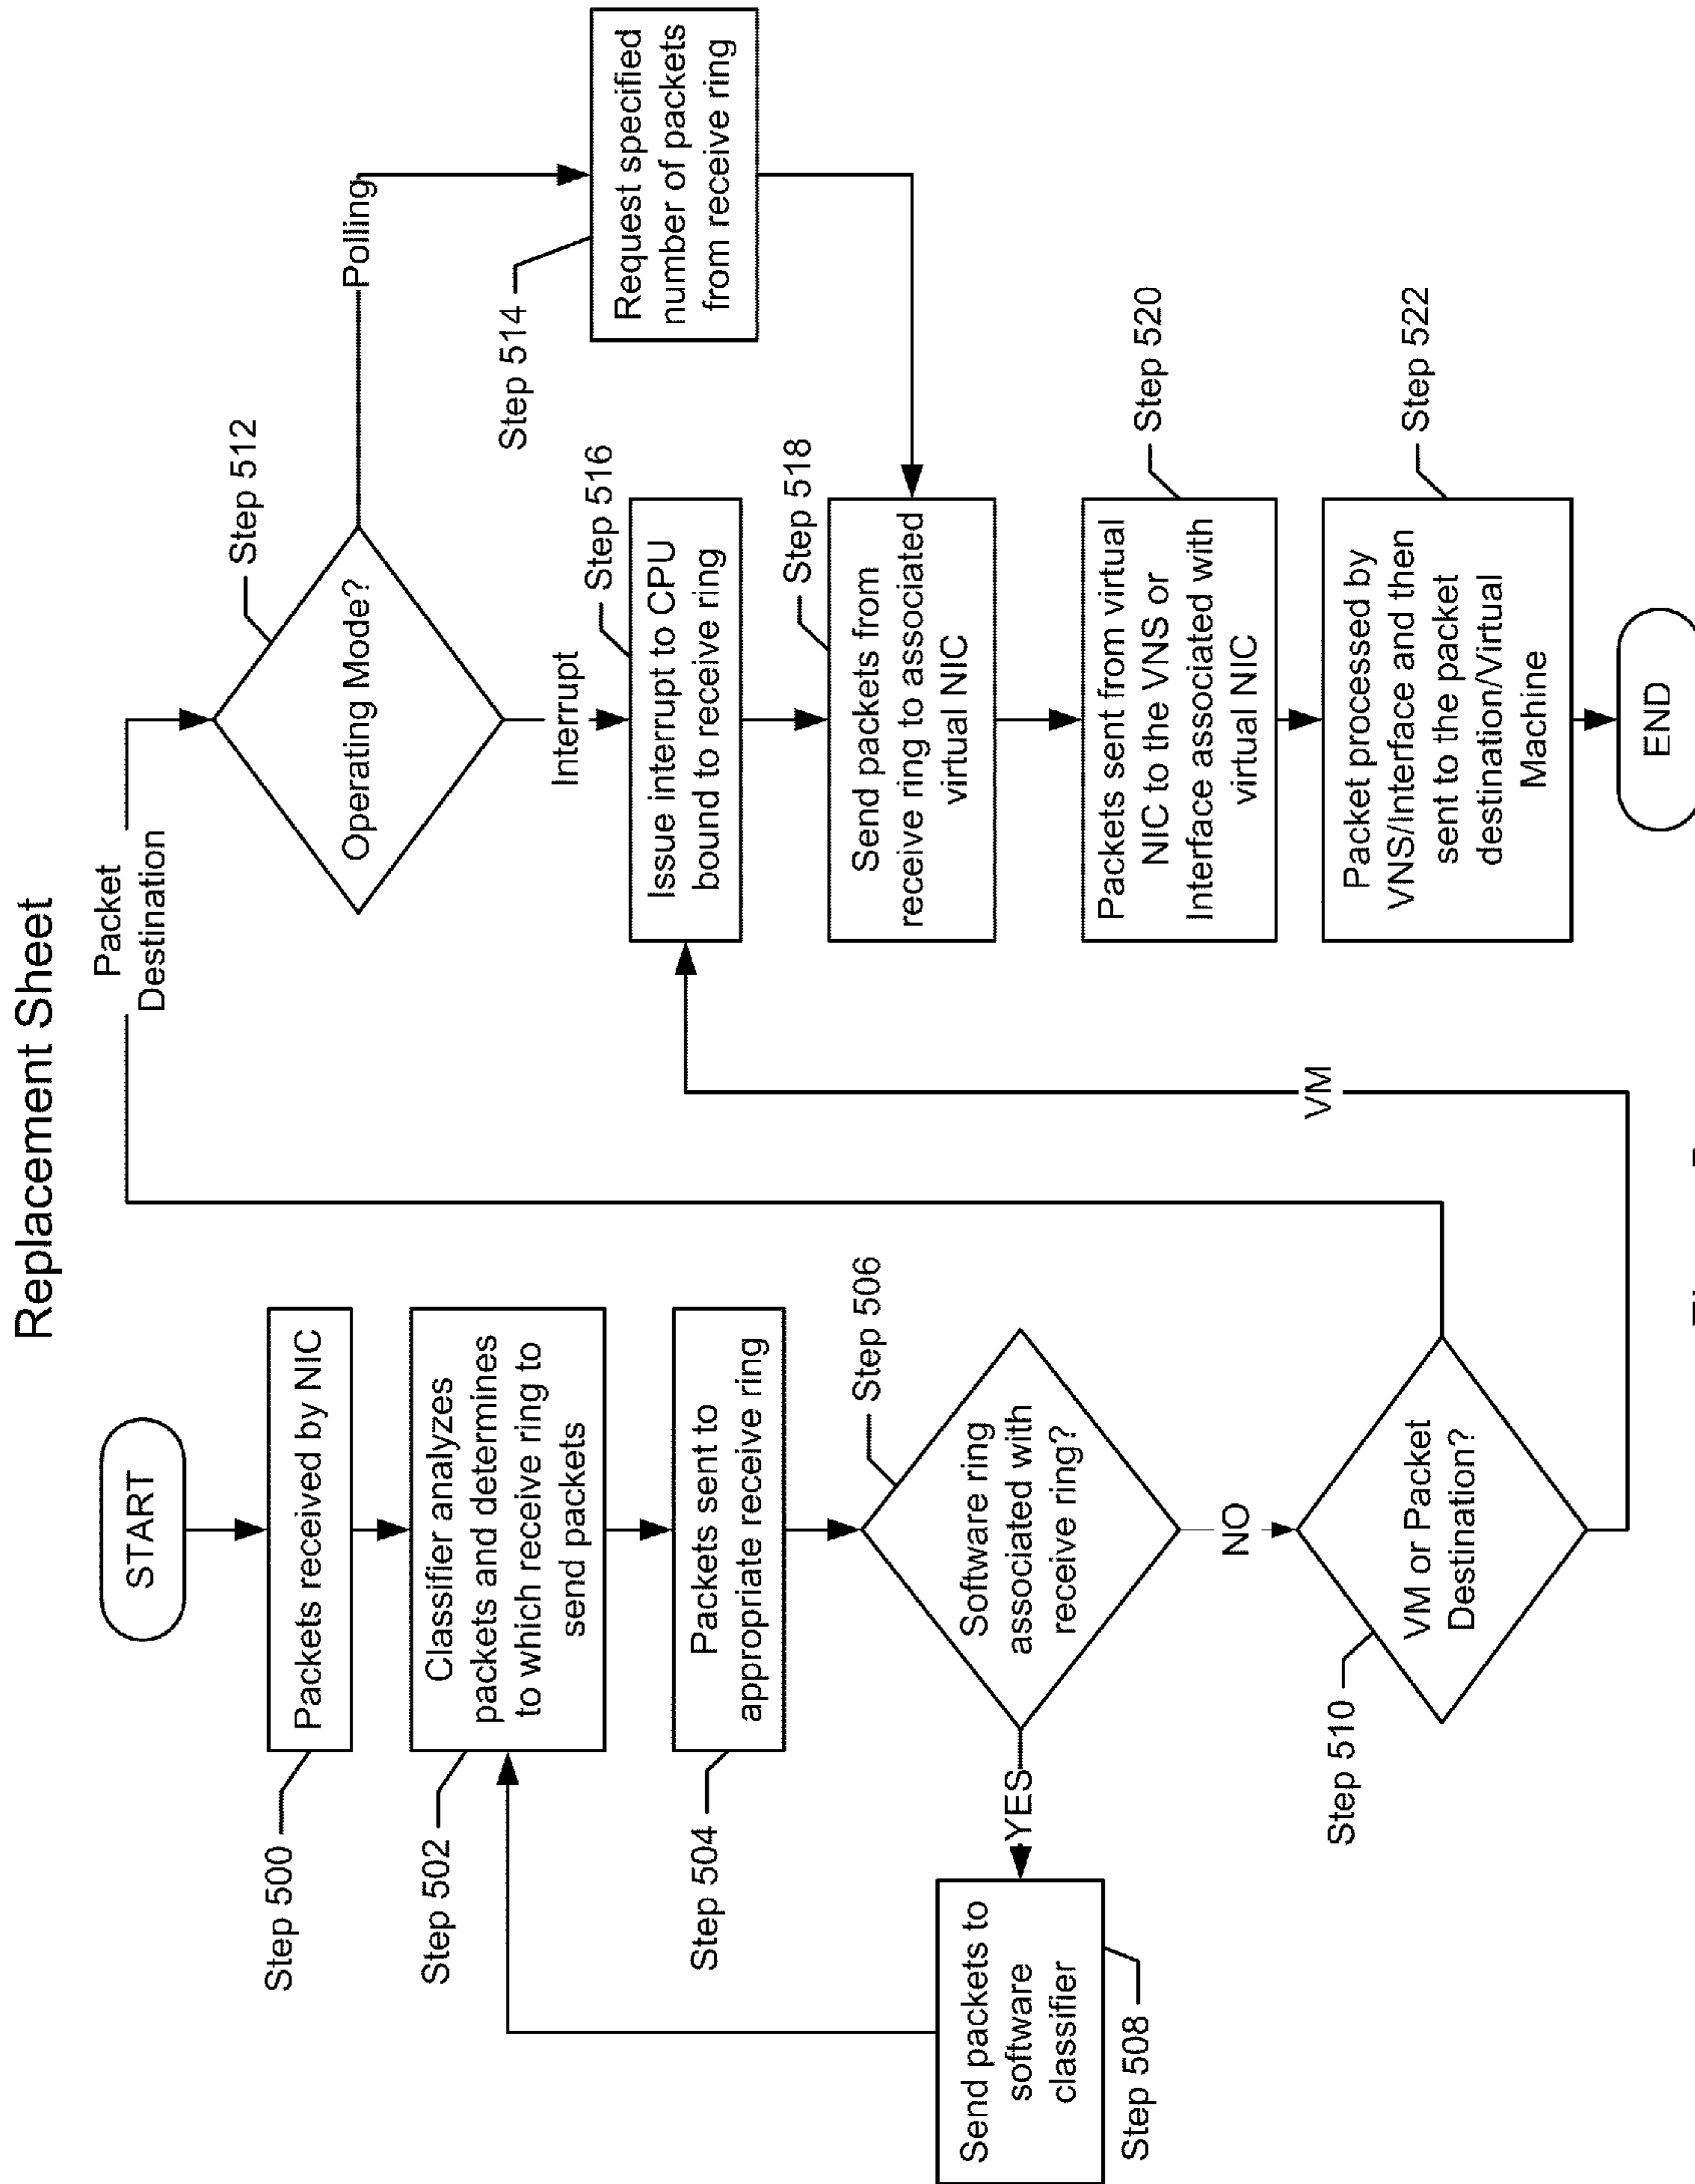 Replacement Sheet
START
Step 500
Packets received by NIC
Step 502
Classifier analyzes
packets and determines
to which receive ring to
send packets
Step 504
Packets sent to
appropriate receive ring
Step 506
Software ring
associated with
receive ring?
YES
Send packets to
software
classifier
Step 508
NO
Step 510
VM or Packet
Destination?
VM
Packet
Destination
Step 512
Operating Mode?
Polling
Step 514
Request specified
number of packets
from receive ring
Interrupt
Step 516
Issue interrupt to CPU
bound to receive ring
Step 518
Send packets from
receive ring to associated
virtual NIC
Step 520
Packets sent from virtual
NIC to the VNS or
Interface associated with
virtual NIC
Step 522
Packet processed by
VNS/Interface and then
sent to the packet
destination/Virtual
Machine
END